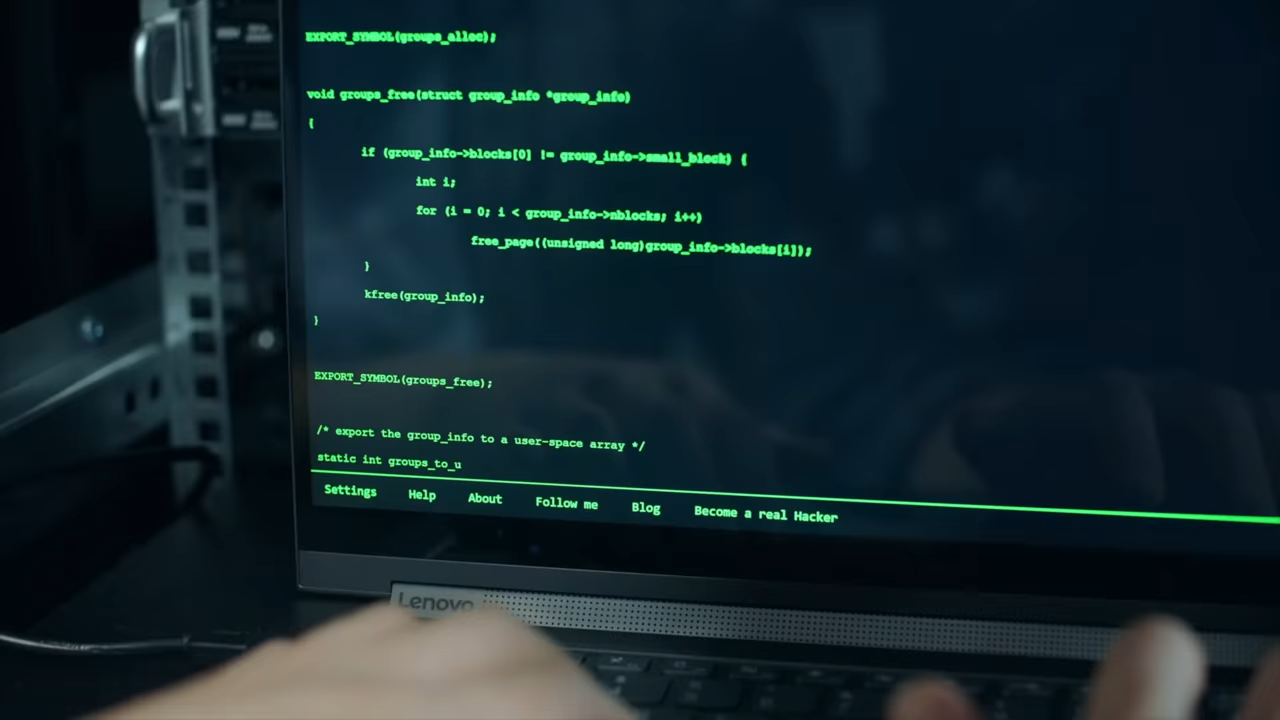 EXPORT_SYMBOL(groups_alloc);
void groups_free(struct group_info *group_info)
{
if (group_info->blocks[0] != group_info->small_block) {
int i;
for (i = 0; i < group_info->nblocks; i++)
free_page((unsigned long)group_info->blocks[i]);
}
kfree(group_info);
}
EXPORT_SYMBOL(groups_free);
/* export the group_info to a user-space array */
static int groups_to_u
Settings Help About Follow me Blog Become a real Hacker
Lenovo